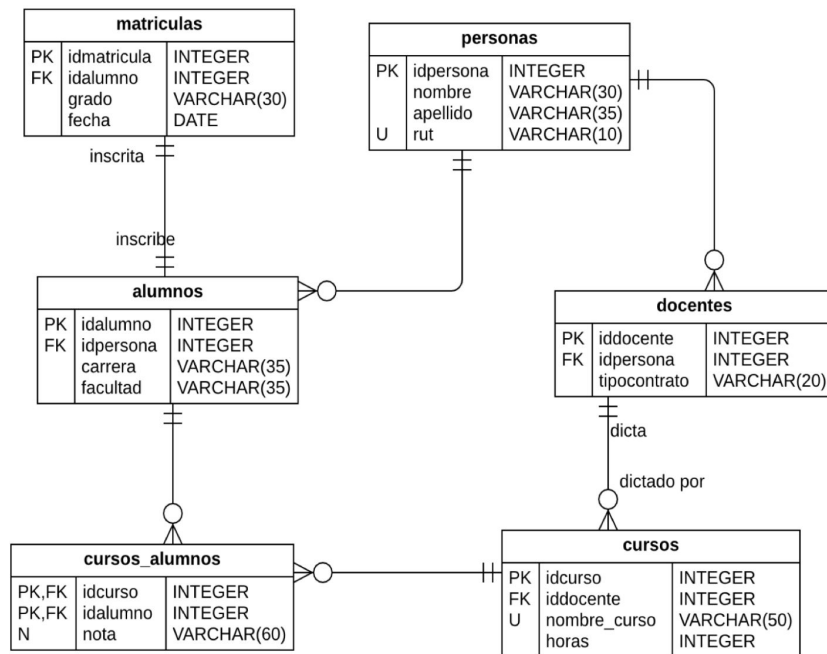 matriculas
PK idmatricula INTEGER
FK idalumno INTEGER
grado VARCHAR(30)
fecha DATE
personas
PK idpersona INTEGER
nombre VARCHAR(30)
apellido VARCHAR(35)
U rut VARCHAR(10)
inscrita
inscribe
alumnos
PK idalumno INTEGER
FK idpersona INTEGER
carrera VARCHAR(35)
facultad VARCHAR(35)
docentes
PK iddocente INTEGER
FK idpersona INTEGER
tipocontrato VARCHAR(20)
dicta
dictado por
cursos_alumnos
PK,FK idcurso INTEGER
PK,FK idalumno INTEGER
N nota VARCHAR(60)
cursos
PK idcurso INTEGER
FK iddocente INTEGER
U nombre_curso VARCHAR(50)
horas INTEGER